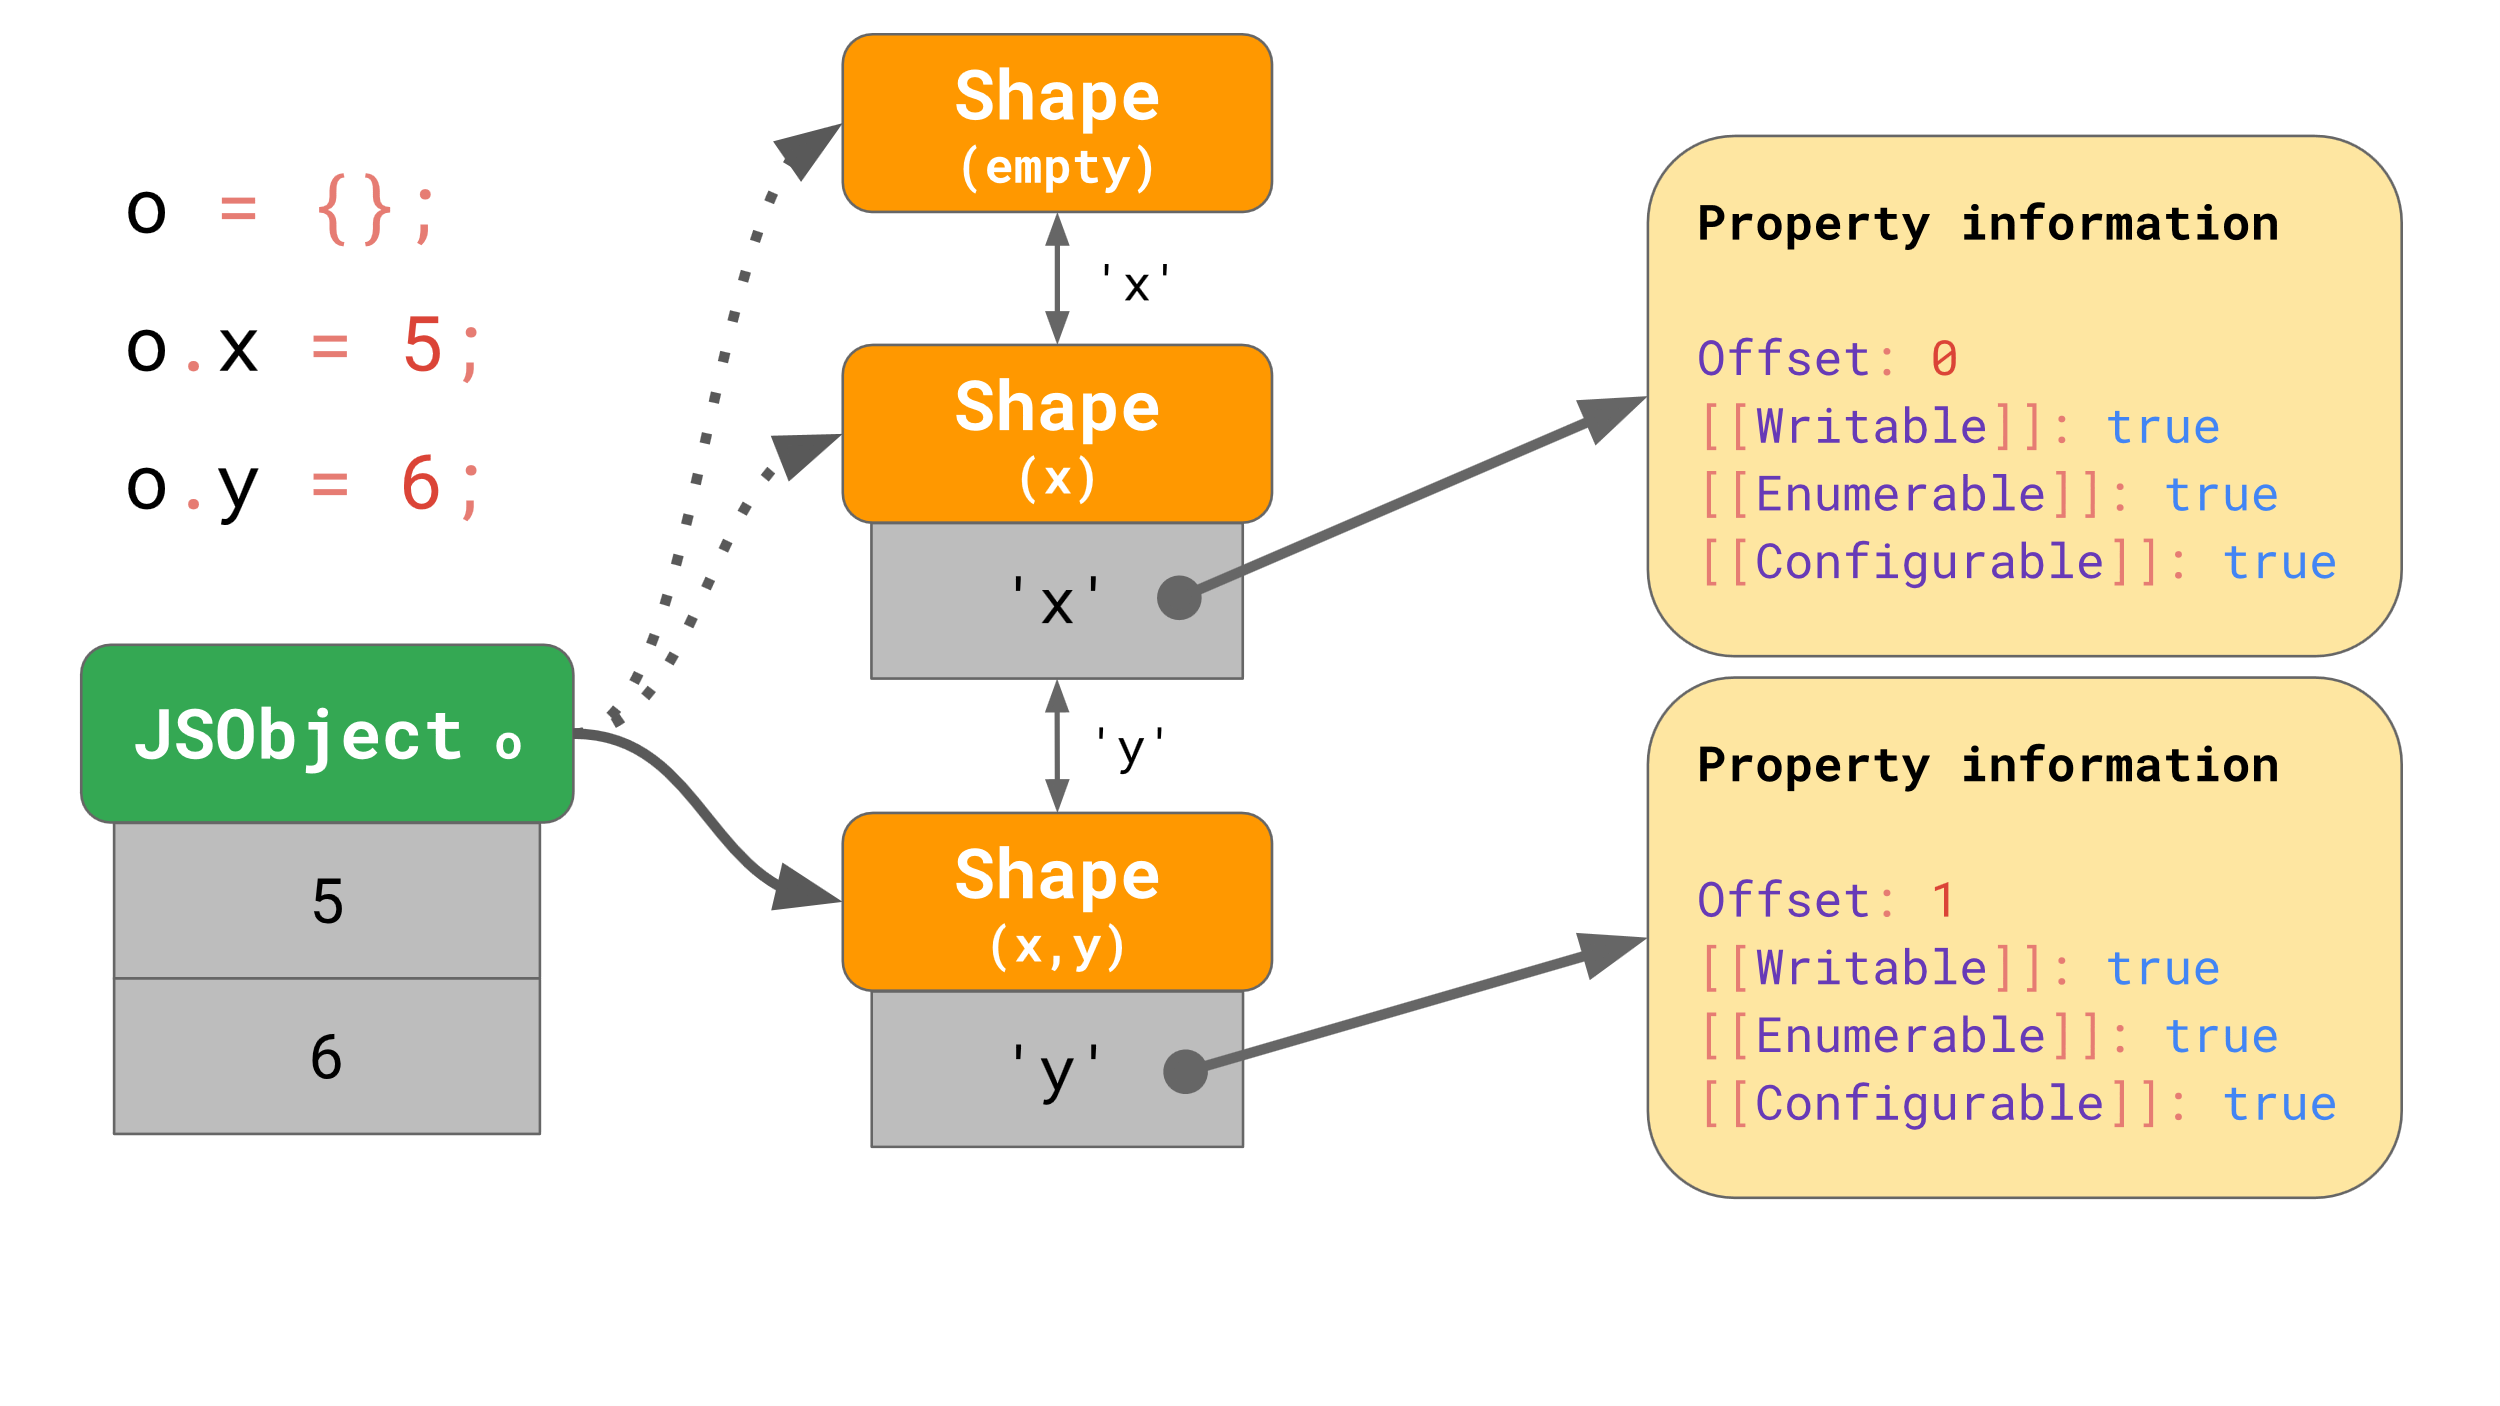 o = {};
o.x = 5;
o.y = 6;
JSObject o
5
6
Shape
(empty)
'x'
Shape
(x)
'x'
'y'
Shape
(x,y)
'y'
Property information
Offset: 0
[[Writable]]: true
[[Enumerable]]: true
[[Configurable]]: true
Property information
Offset: 1
[[Writable]]: true
[[Enumerable]]: true
[[Configurable]]: true